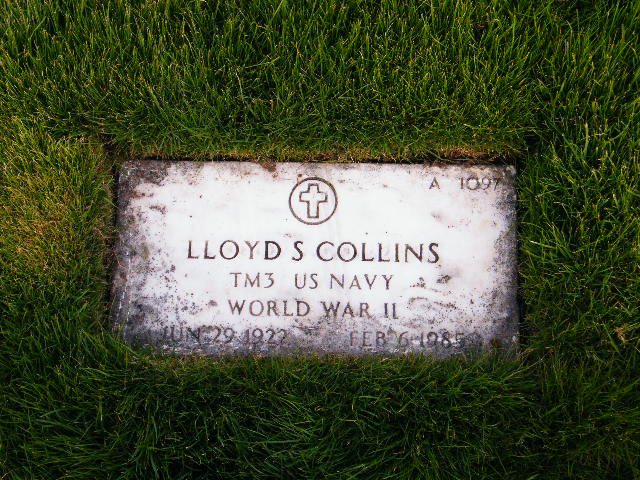 A 1097
LLOYD S COLLINS
TM3 US NAVY
WORLD WAR II
JUN 29 1922 FEB 6 1985